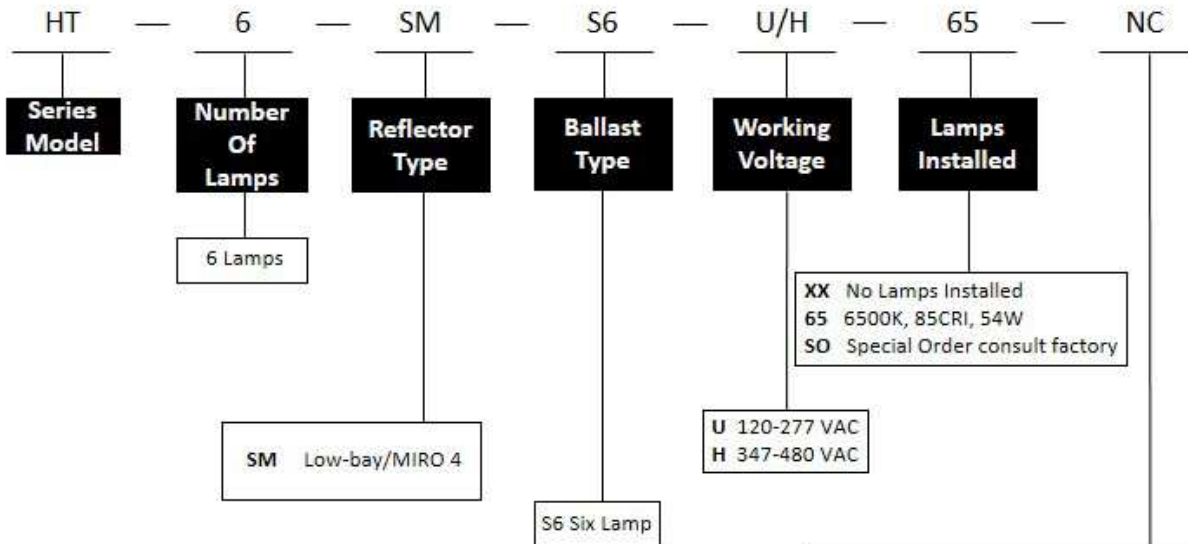 HT — 6 — SM — S6 — U/H — 65 — NC
Series
Model
Number
Of
Lamps
Reflector
Type
Ballast
Type
Working
Voltage
Lamps
Installed
6 Lamps
XX No Lamps Installed
65 6500K, 85CRI, 54W
SO Special Order consult factory
U 120-277 VAC
H 347-480 VAC
SM Low-bay/MIRO 4
S6 Six Lamp